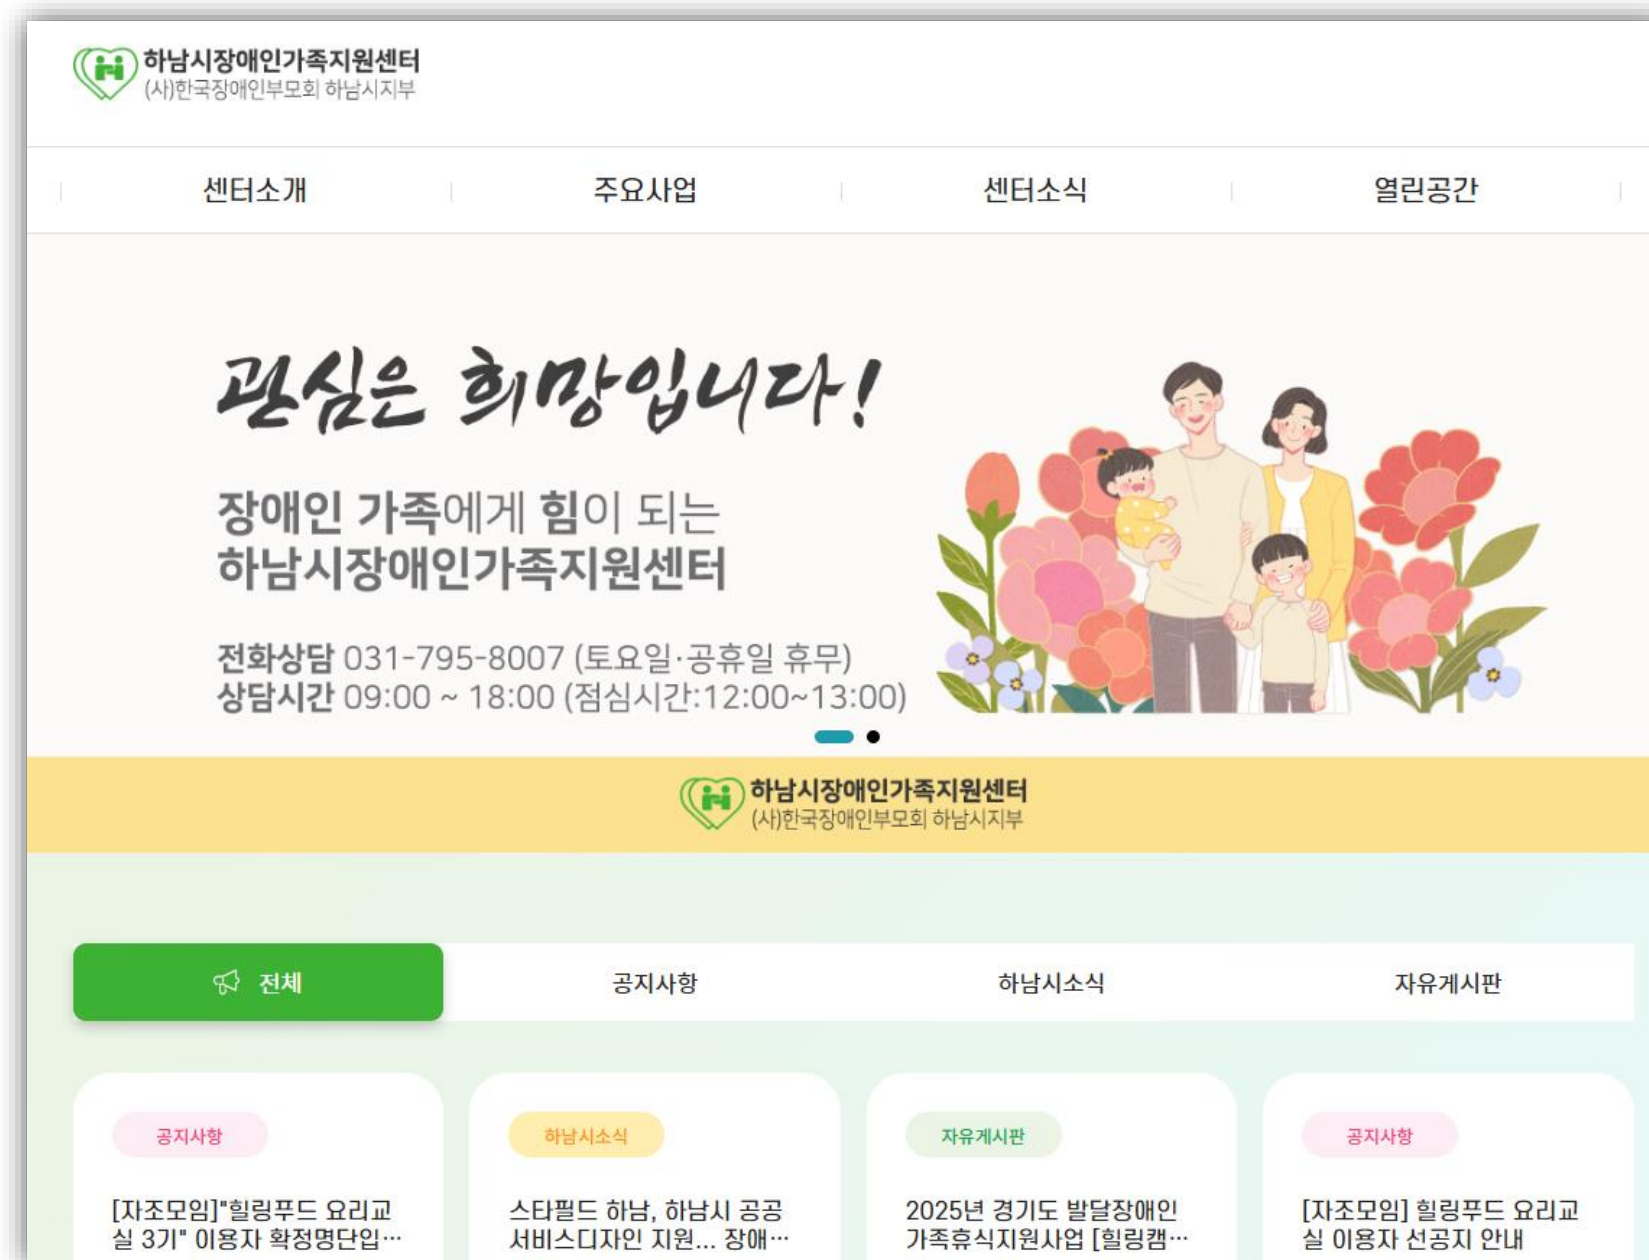 하남시장애인가족지원센터
(사)한국장애인부모회 하남시지부
센터소개
주요사업
센터소식
열린공간
관심은 희망입니다!
장애인 가족에게 힘이 되는
하남시장애인가족지원센터
전화상담 031-795-8007 (토요일·공휴일 휴무)
상담시간 09:00 ~ 18:00 (점심시간:12:00~13:00)
하남시장애인가족지원센터
(사)한국장애인부모회 하남시지부
전체
공지사항
하남시소식
자유게시판
공지사항
[자조모임]"힐링푸드 요리교
실 3기" 이용자 확정명단입…
하남시소식
스타필드 하남, 하남시 공공
서비스디자인 지원... 장애…
자유게시판
2025년 경기도 발달장애인
가족휴식지원사업 [힐링캠…
공지사항
[자조모임] 힐링푸드 요리교
실 이용자 선공지 안내